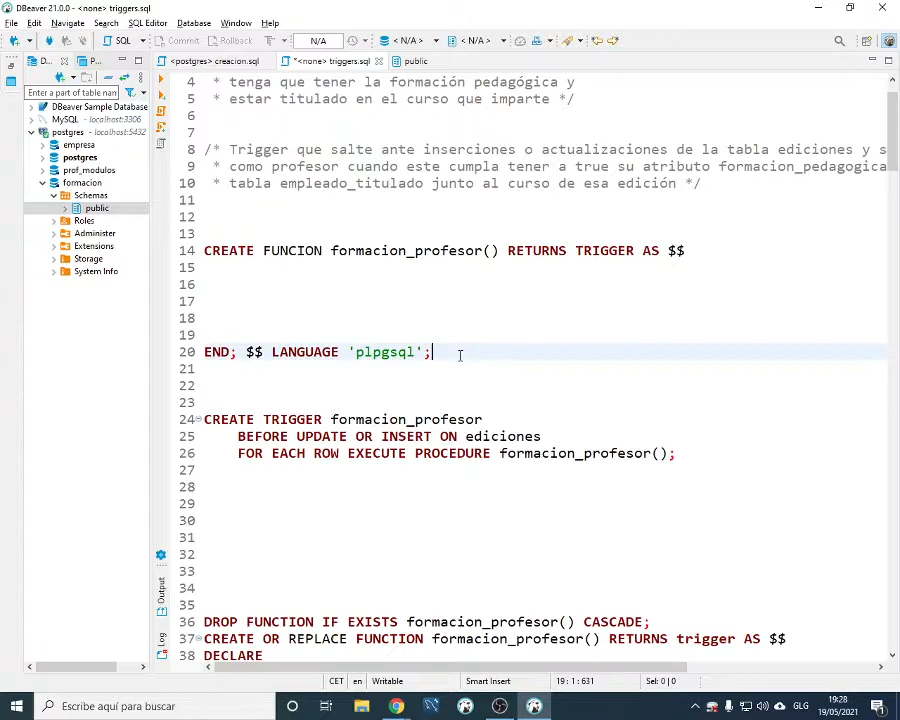 DBeaver 21.0.0 - <none> triggers.sql
File Edit Navigate Search SQL Editor Database Window Help
SQL Commit Rollback T N/A < N/A > < N/A >
D... P... <postgres> creacion.sql *<none> triggers.sql public
Enter a part of table nam
DBeaver Sample Database
MySQL - localhost:3306
postgres - localhost:5432
empresa
postgres
prof_modulos
formacion
Schemas
public
Roles
Administer
Extensions
Storage
System Info
4 * tenga que tener la formación pedagógica y
5 * estar titulado en el curso que imparte */
6
7
8 /* Trigger que salte ante inserciones o actualizaciones de la tabla ediciones y s
9 * como profesor cuando este cumpla tener a true su atributo formacion_pedagogica
10 * tabla empleado_titulado junto al curso de esa edición */
11
12
13
14 CREATE FUNCION formacion_profesor() RETURNS TRIGGER AS $$
15
16
17
18
19
20 END; $$ LANGUAGE 'plpgsql';
21
22
23
24 CREATE TRIGGER formacion_profesor
25 BEFORE UPDATE OR INSERT ON ediciones
26 FOR EACH ROW EXECUTE PROCEDURE formacion_profesor();
27
28
29
30
31
32
33
34
35
36 DROP FUNCTION IF EXISTS formacion_profesor() CASCADE;
37 CREATE OR REPLACE FUNCTION formacion_profesor() RETURNS trigger AS $$
38 DECLARE
Output
Log
CET en Writable Smart Insert 19 : 1 : 631 Sel: 0 | 0
Escribe aquí para buscar
GLG
19:28
19/05/2021
1